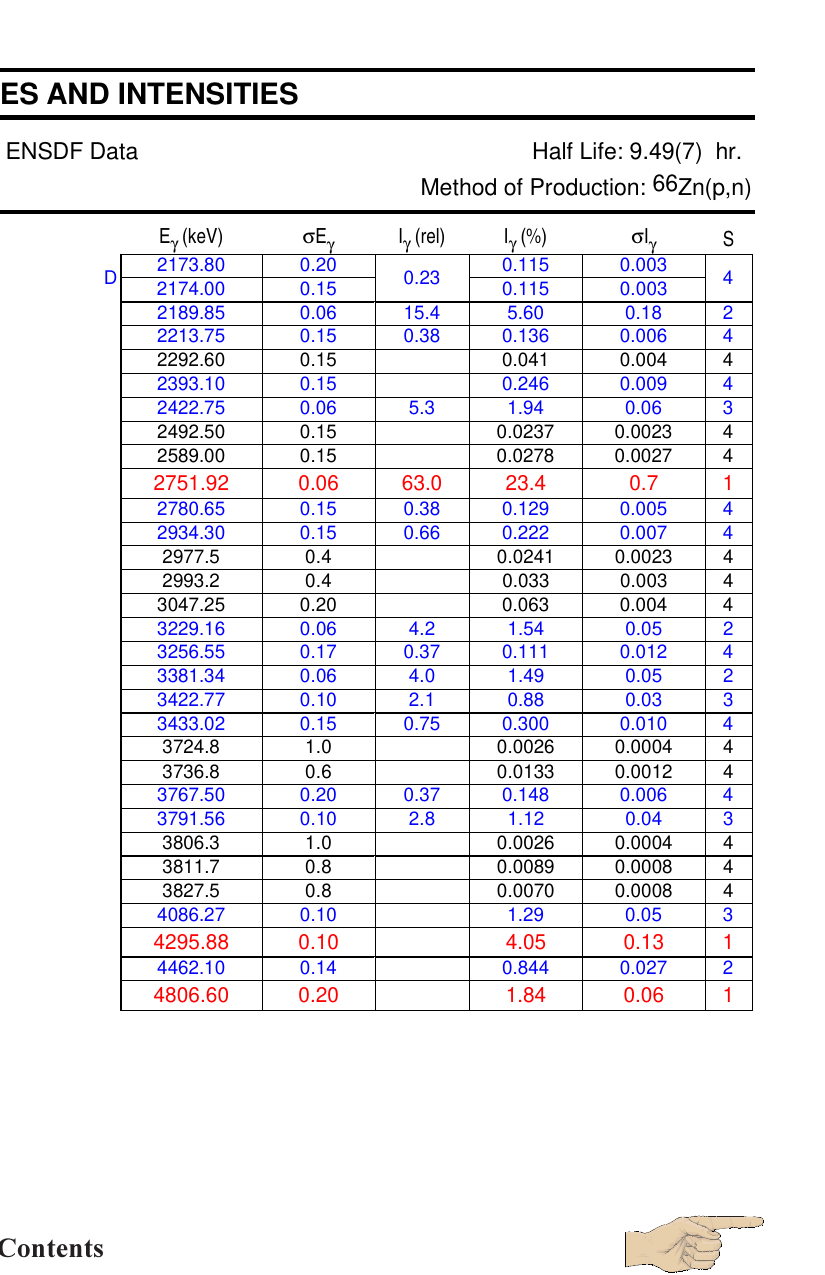 ES AND INTENSITIES
ENSDF Data Half Life: 9.49(7) hr.
Method of Production: 66Zn(p,n)
Eγ (keV) σEγ Iγ (rel) Iγ (%) σIγ S
2173.80 0.20 0.115 0.003
D 0.23 4
2174.00 0.15 0.115 0.003
2189.85 0.06 15.4 5.60 0.18 2
2213.75 0.15 0.38 0.136 0.006 4
2292.60 0.15 0.041 0.004 4
2393.10 0.15 0.246 0.009 4
2422.75 0.06 5.3 1.94 0.06 3
2492.50 0.15 0.0237 0.0023 4
2589.00 0.15 0.0278 0.0027 4
2751.92 0.06 63.0 23.4 0.7 1
2780.65 0.15 0.38 0.129 0.005 4
2934.30 0.15 0.66 0.222 0.007 4
2977.5 0.4 0.0241 0.0023 4
2993.2 0.4 0.033 0.003 4
3047.25 0.20 0.063 0.004 4
3229.16 0.06 4.2 1.54 0.05 2
3256.55 0.17 0.37 0.111 0.012 4
3381.34 0.06 4.0 1.49 0.05 2
3422.77 0.10 2.1 0.88 0.03 3
3433.02 0.15 0.75 0.300 0.010 4
3724.8 1.0 0.0026 0.0004 4
3736.8 0.6 0.0133 0.0012 4
3767.50 0.20 0.37 0.148 0.006 4
3791.56 0.10 2.8 1.12 0.04 3
3806.3 1.0 0.0026 0.0004 4
3811.7 0.8 0.0089 0.0008 4
3827.5 0.8 0.0070 0.0008 4
4086.27 0.10 1.29 0.05 3
4295.88 0.10 4.05 0.13 1
4462.10 0.14 0.844 0.027 2
4806.60 0.20 1.84 0.06 1
Contents